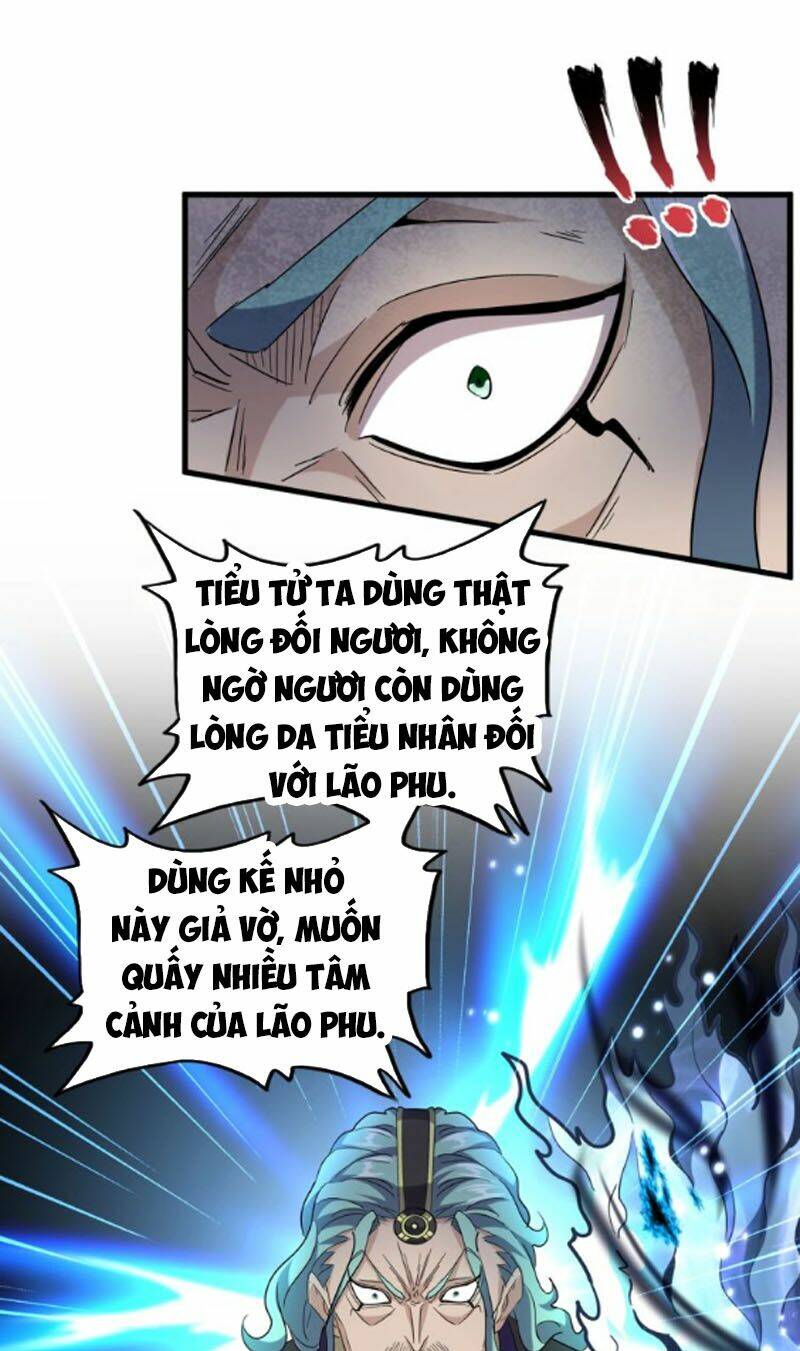 TIỂU TỬ TA DÙNG THẬT
LÒNG ĐỐI NGƯƠI, KHÔNG
NGỜ NGƯƠI CÒN DÙNG
LÒNG DA TIỂU NHÂN ĐỐI
VỚI LÃO PHU.
DÙNG KẾ NHỎ
NÀY GIẢ VỜ, MUỐN
QUẤY NHIỀU TÂM
CẢNH CỦA LÃO PHU.